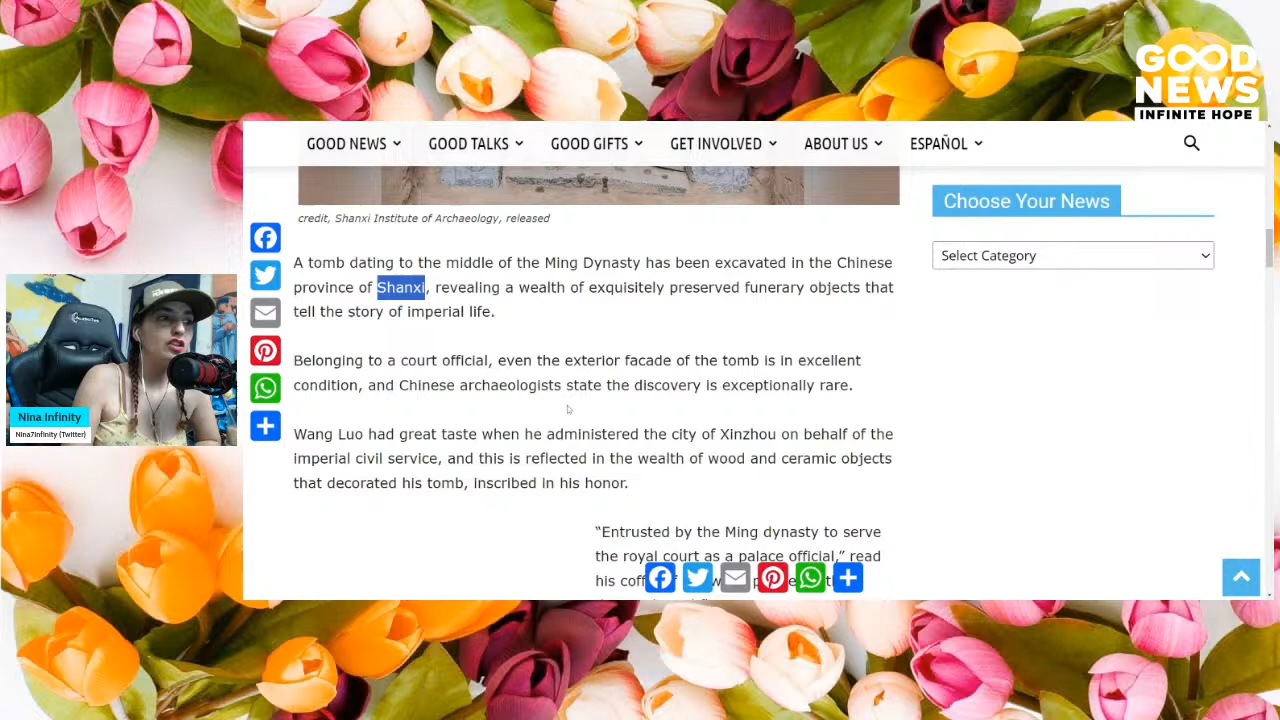 GOOD
NEWS
INFINITE HOPE
GOOD NEWS GOOD TALKS GOOD GIFTS GET INVOLVED ABOUT US ESPAÑOL
credit, Shanxi Institute of Archaeology, released
Choose Your News
Select Category
A tomb dating to the middle of the Ming Dynasty has been excavated in the Chinese
province of Shanxi, revealing a wealth of exquisitely preserved funerary objects that
tell the story of imperial life.
Belonging to a court official, even the exterior facade of the tomb is in excellent
condition, and Chinese archaeologists state the discovery is exceptionally rare.
Wang Luo had great taste when he administered the city of Xinzhou on behalf of the
imperial civil service, and this is reflected in the wealth of wood and ceramic objects
that decorated his tomb, inscribed in his honor.
“Entrusted by the Ming dynasty to serve
the royal court as a palace official,” read
his
Nina Infinity
Nina7Infinity (Twitter)